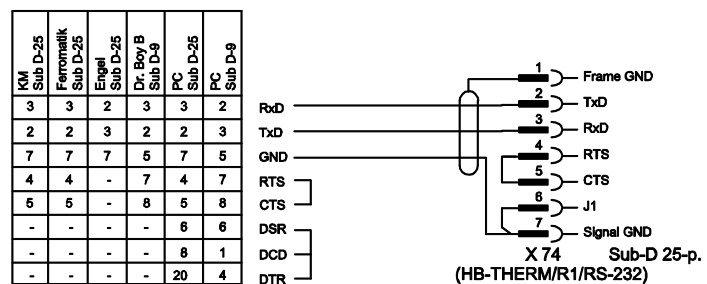 KM Sub D-25
Ferromatik Sub D-25
Engel Sub D-25
Dr. Boy B Sub D-9
PC Sub D-25
PC Sub D-9
3 3 2 3 3 2 RxD
2 2 3 2 2 3 TxD
7 7 7 5 7 5 GND
4 4 - 7 4 7 RTS
5 5 - 8 5 8 CTS
- - - - 6 6 DSR
- - - - 8 1 DCD
- - - - 20 4 DTR
1 Frame GND
2 TxD
3 RxD
4 RTS
5 CTS
6 J1
7 Signal GND
X 74 Sub-D 25-p.
(HB-THERM/R1/RS-232)